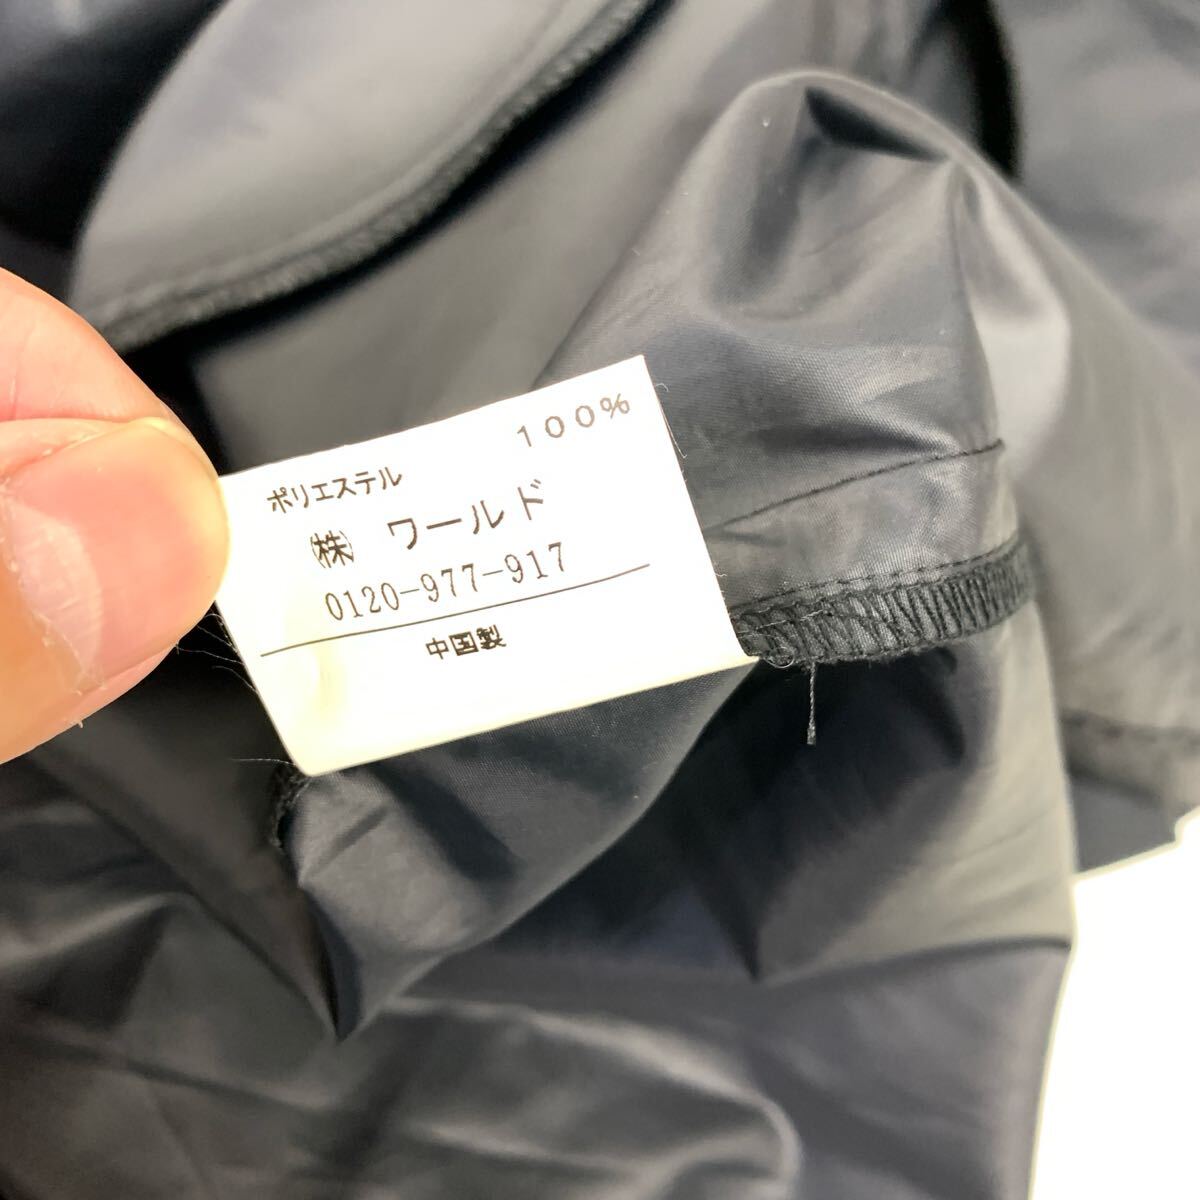 ポリエステル 100%
㈱ ワールド
0120-977-917
中国製